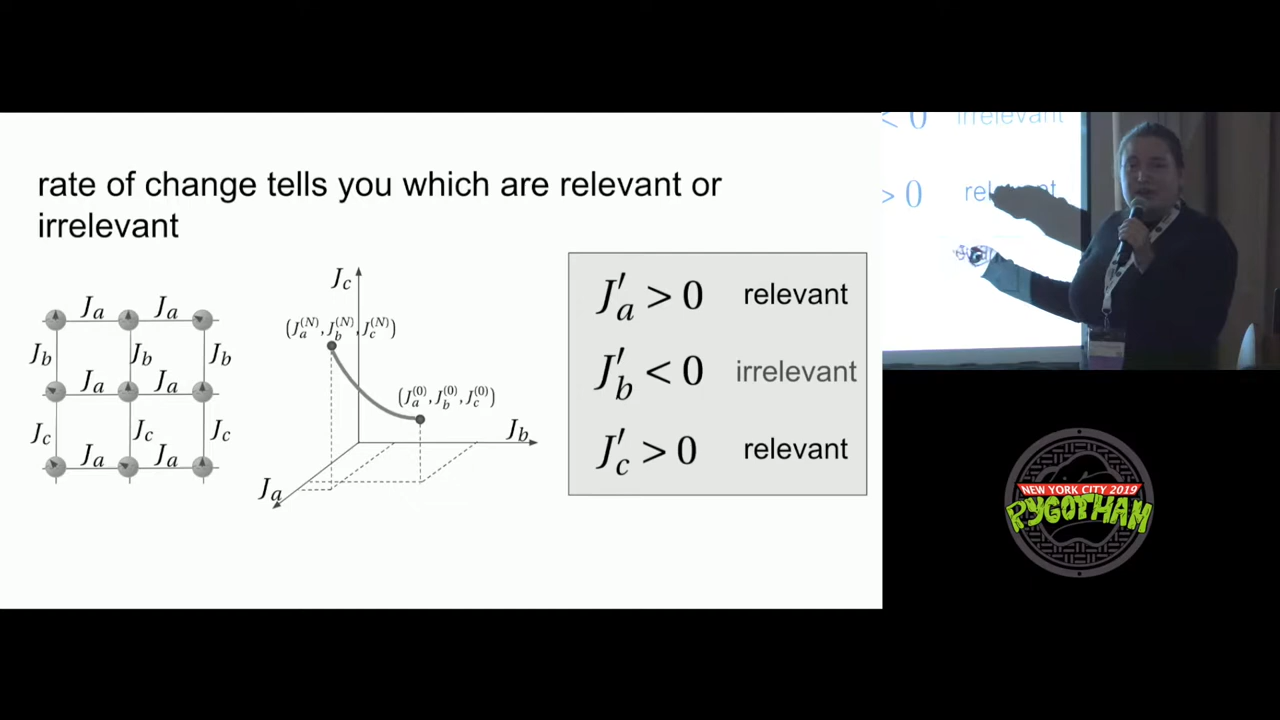 rate of change tells you which are relevant or
irrelevant
J_a J_a
J_b J_b J_b
J_a J_a
J_c J_c J_c
J_a J_a
J_c
(J_a^{(N)}, J_b^{(N)}, J_c^{(N)})
(J_a^{(0)}, J_b^{(0)}, J_c^{(0)})
J_b
J_a
J′_a > 0 relevant
J′_b < 0 irrelevant
J′_c > 0 relevant
< 0 irrelevant
> 0
NEW YORK CITY 2019
PYGOTHAM